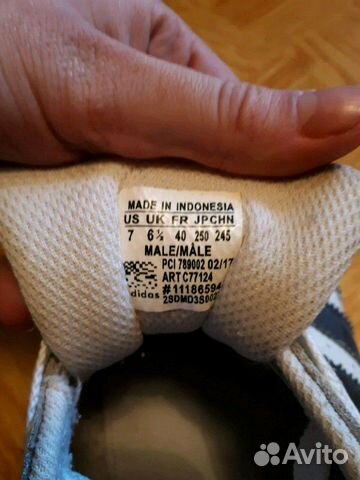 MADE IN INDONESIA
US UK FR JP CHN
7 6½ 40 250 245
MALE/MÂLE
PCI 789002 02/17
ART C77124
#11186594
adidas 2SDMD3S002
Avito